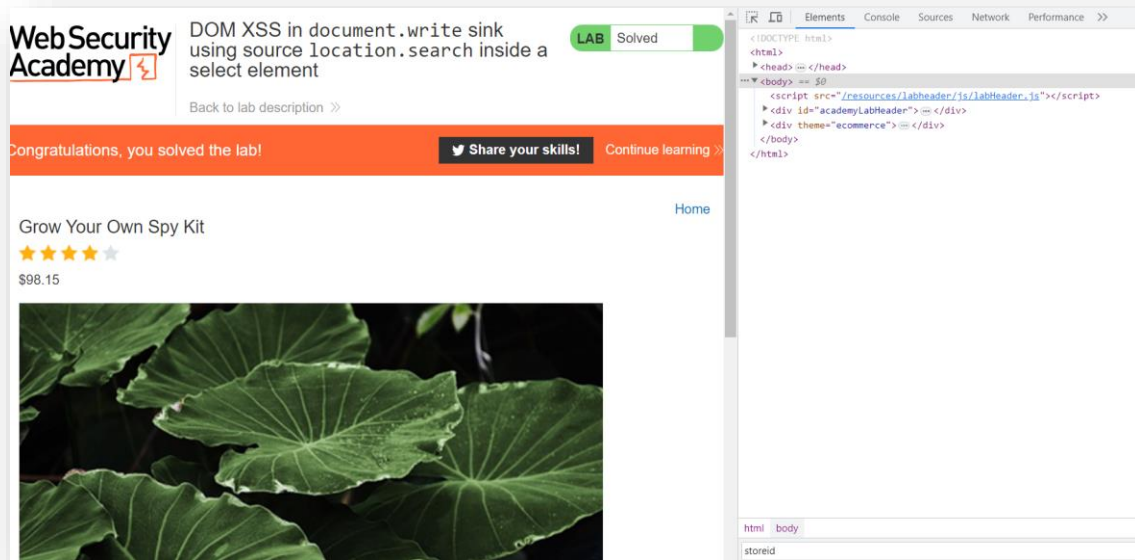 Web Security
Academy
DOM XSS in document.write sink
using source location.search inside a
select element
LAB Solved
Back to lab description
Congratulations, you solved the lab!
Share your skills!
Continue learning
Home
Grow Your Own Spy Kit
$98.15
Elements Console Sources Network Performance
<!DOCTYPE html>
<html>
<head> … </head>
… <body> == $0
<script src="/resources/labheader/js/labHeader.js"></script>
<div id="academyLabHeader"> … </div>
<div theme="ecommerce"> … </div>
</body>
</html>
html body
storeid